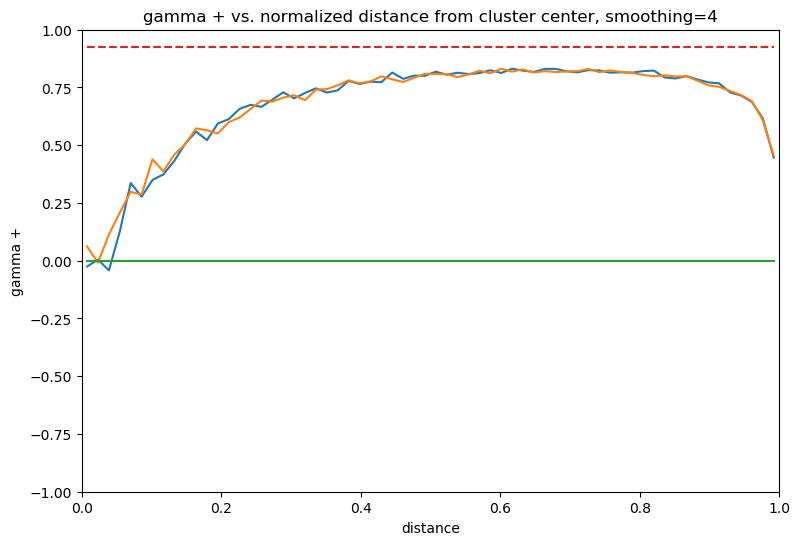 gamma + vs. normalized distance from cluster center, smoothing=4
1.00
0.75
0.50
0.25
0.00
−0.25
−0.50
−0.75
−1.00
gamma +
0.0 0.2 0.4 0.6 0.8 1.0
distance